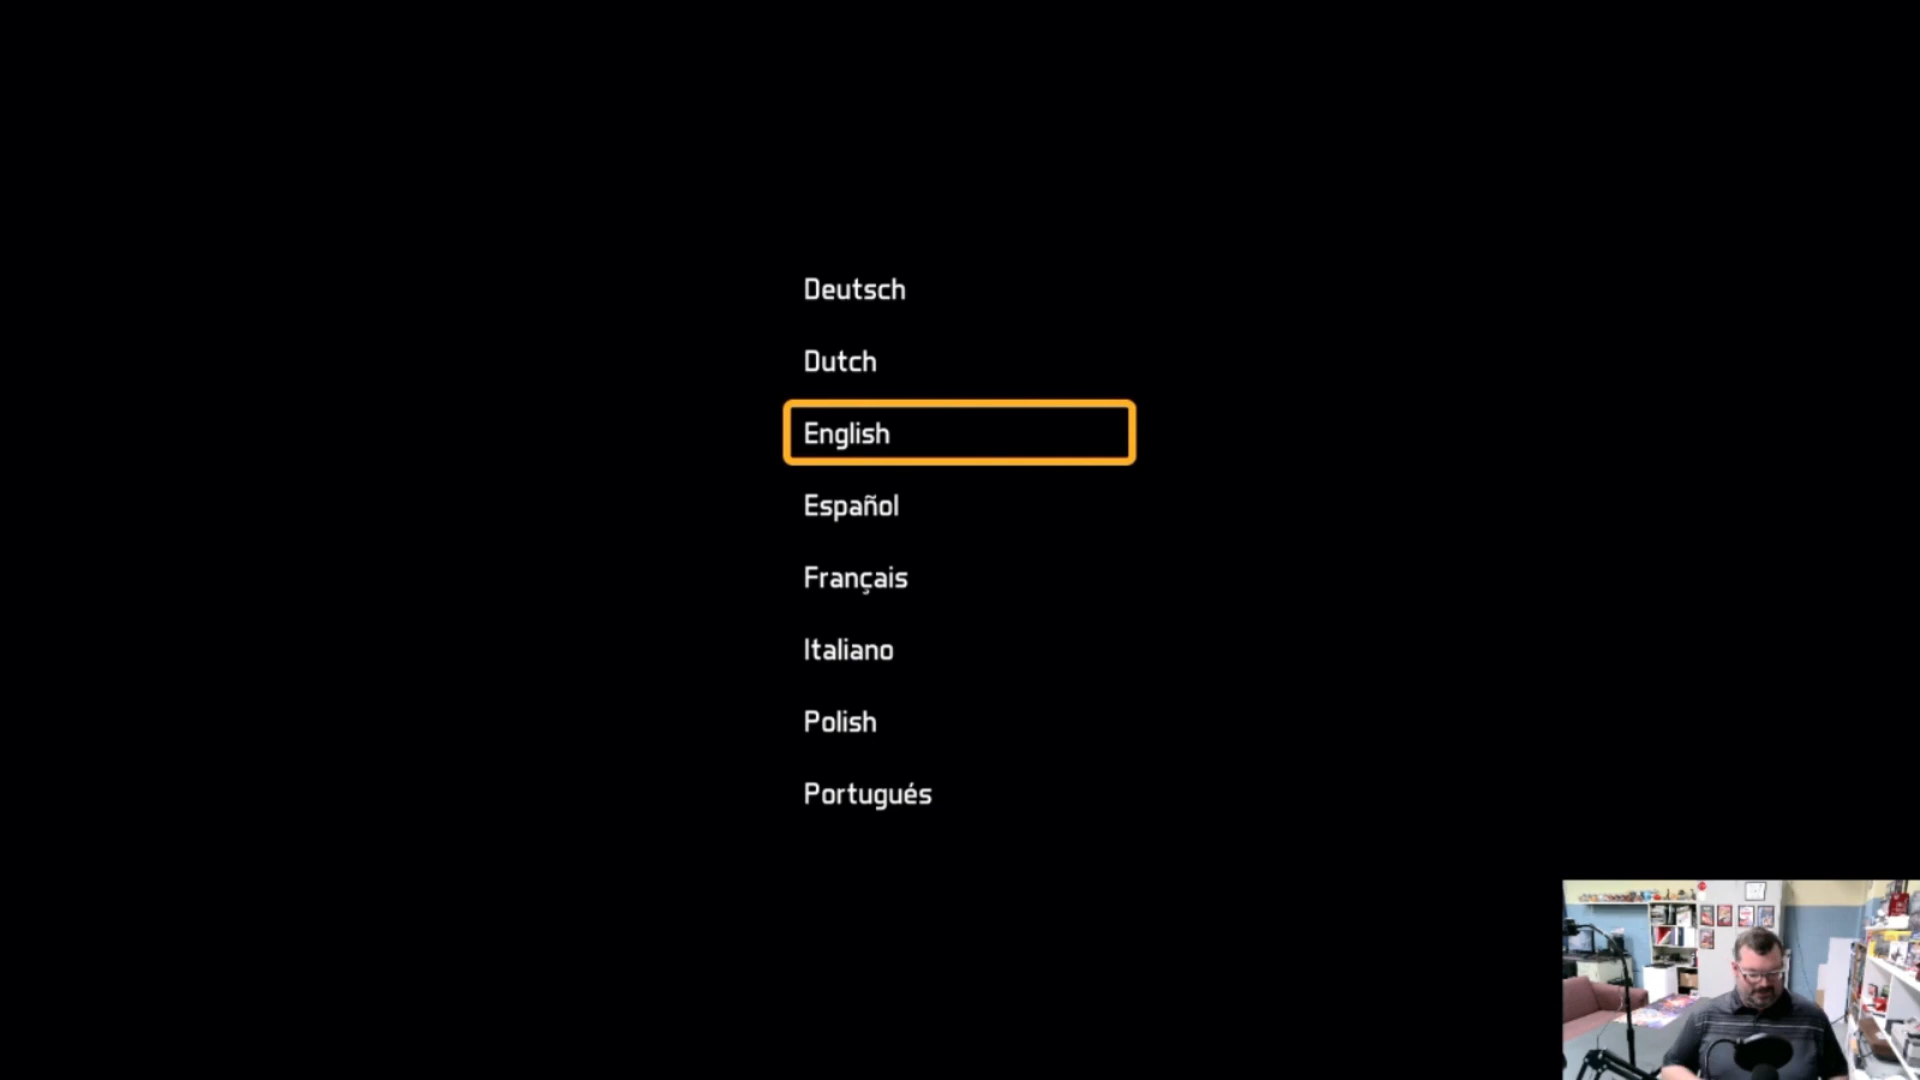 Deutsch
Dutch
English
Español
Français
Italiano
Polish
Portugués